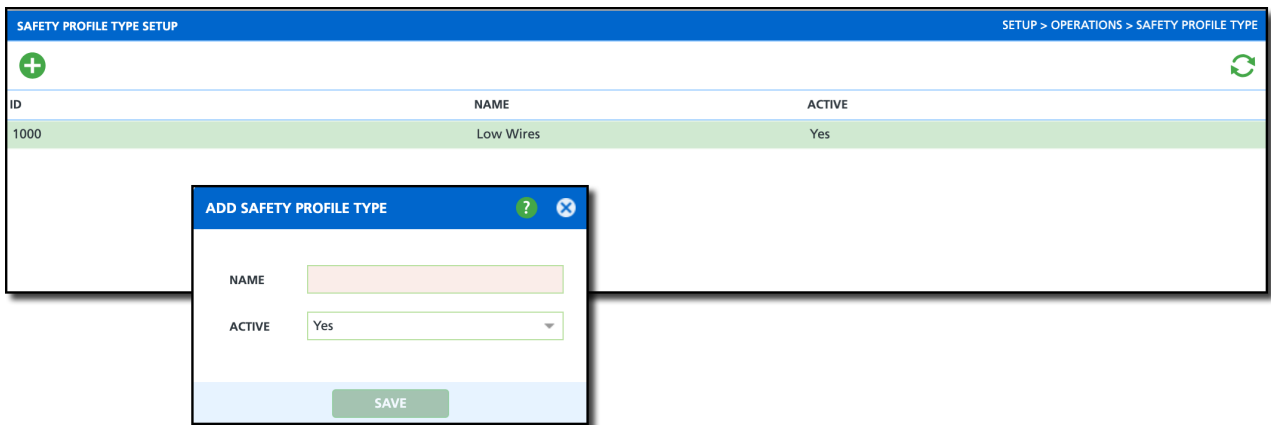 SAFETY PROFILE TYPE SETUP SETUP > OPERATIONS > SAFETY PROFILE TYPE
ID NAME ACTIVE
1000 Low Wires Yes
ADD SAFETY PROFILE TYPE ?
NAME
ACTIVE Yes
SAVE